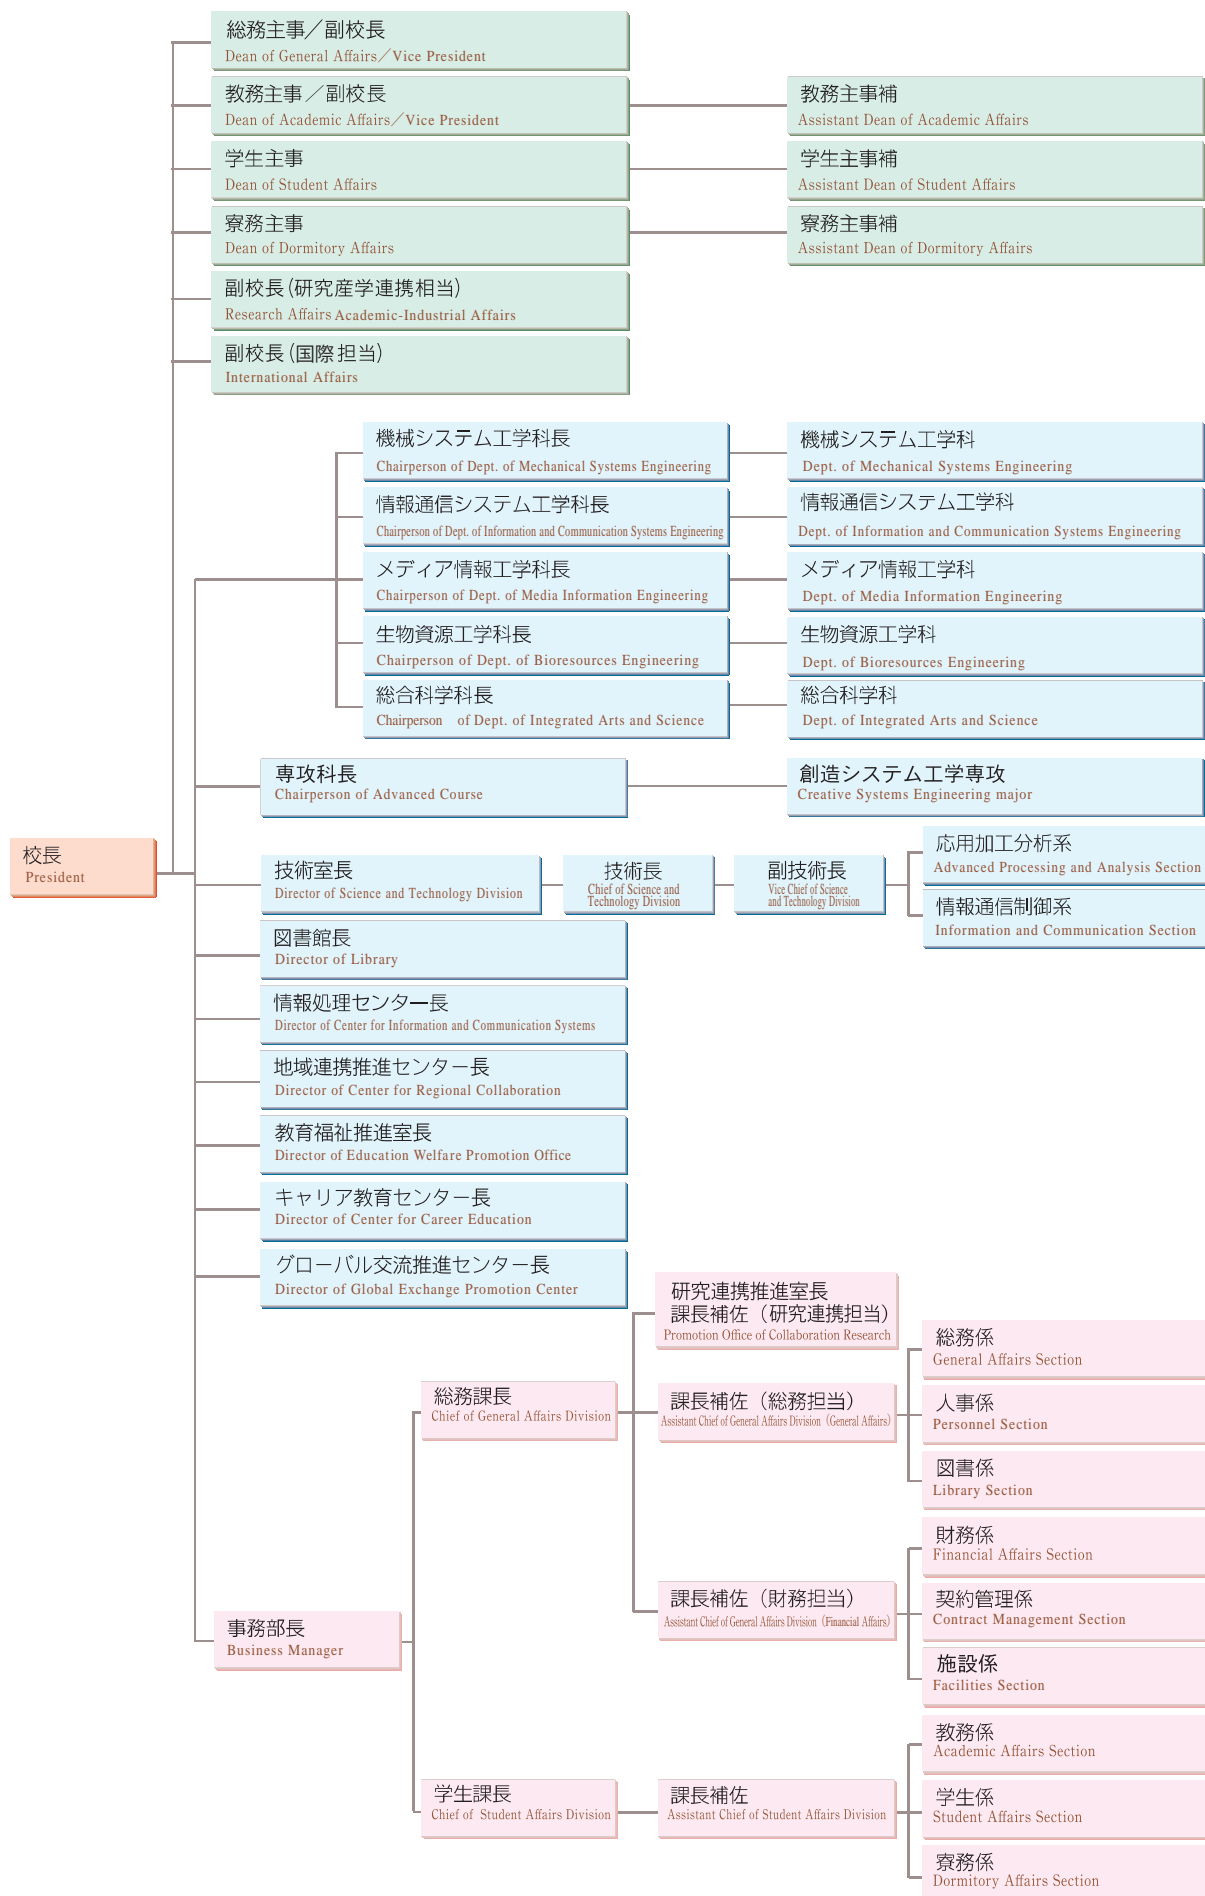 総務主事／副校長
Dean of General Affairs／Vice President
教務主事／副校長
Dean of Academic Affairs／Vice President
教務主事補
Assistant Dean of Academic Affairs
学生主事
Dean of Student Affairs
学生主事補
Assistant Dean of Student Affairs
寮務主事
Dean of Dormitory Affairs
寮務主事補
Assistant Dean of Dormitory Affairs
副校長（研究産学連携相当）
Research Affairs Academic-Industrial Affairs
副校長（国際担当）
International Affairs
機械システム工学科長
Chairperson of Dept. of Mechanical Systems Engineering
機械システム工学科
Dept. of Mechanical Systems Engineering
情報通信システム工学科長
Chairperson of Dept. of Information and Communication Systems Engineering
情報通信システム工学科
Dept. of Information and Communication Systems Engineering
メディア情報工学科長
Chairperson of Dept. of Media Information Engineering
メディア情報工学科
Dept. of Media Information Engineering
生物資源工学科長
Chairperson of Dept. of Bioresources Engineering
生物資源工学科
Dept. of Bioresources Engineering
総合科学科長
Chairperson of Dept. of Integrated Arts and Science
総合科学科
Dept. of Integrated Arts and Science
専攻科長
Chairperson of Advanced Course
創造システム工学専攻
Creative Systems Engineering major
校長
President
技術室長
Director of Science and Technology Division
技術長
Chief of Science and
Technology Division
副技術長
Vice Chief of Science
and Technology Division
応用加工分析系
Advanced Processing and Analysis Section
情報通信制御系
Information and Communication Section
図書館長
Director of Library
情報処理センター長
Director of Center for Information and Communication Systems
地域連携推進センター長
Director of Center for Regional Collaboration
教育福祉推進室長
Director of Education Welfare Promotion Office
キャリア教育センター長
Director of Center for Career Education
グローバル交流推進センター長
Director of Global Exchange Promotion Center
研究連携推進室長
課長補佐（研究連携担当）
Promotion Office of Collaboration Research
総務課長
Chief of General Affairs Division
課長補佐（総務担当）
Assistant Chief of General Affairs Division（General Affairs）
総務係
General Affairs Section
人事係
Personnel Section
図書係
Library Section
課長補佐（財務担当）
Assistant Chief of General Affairs Division（Financial Affairs）
財務係
Financial Affairs Section
契約管理係
Contract Management Section
施設係
Facilities Section
事務部長
Business Manager
学生課長
Chief of Student Affairs Division
課長補佐
Assistant Chief of Student Affairs Division
教務係
Academic Affairs Section
学生係
Student Affairs Section
寮務係
Dormitory Affairs Section